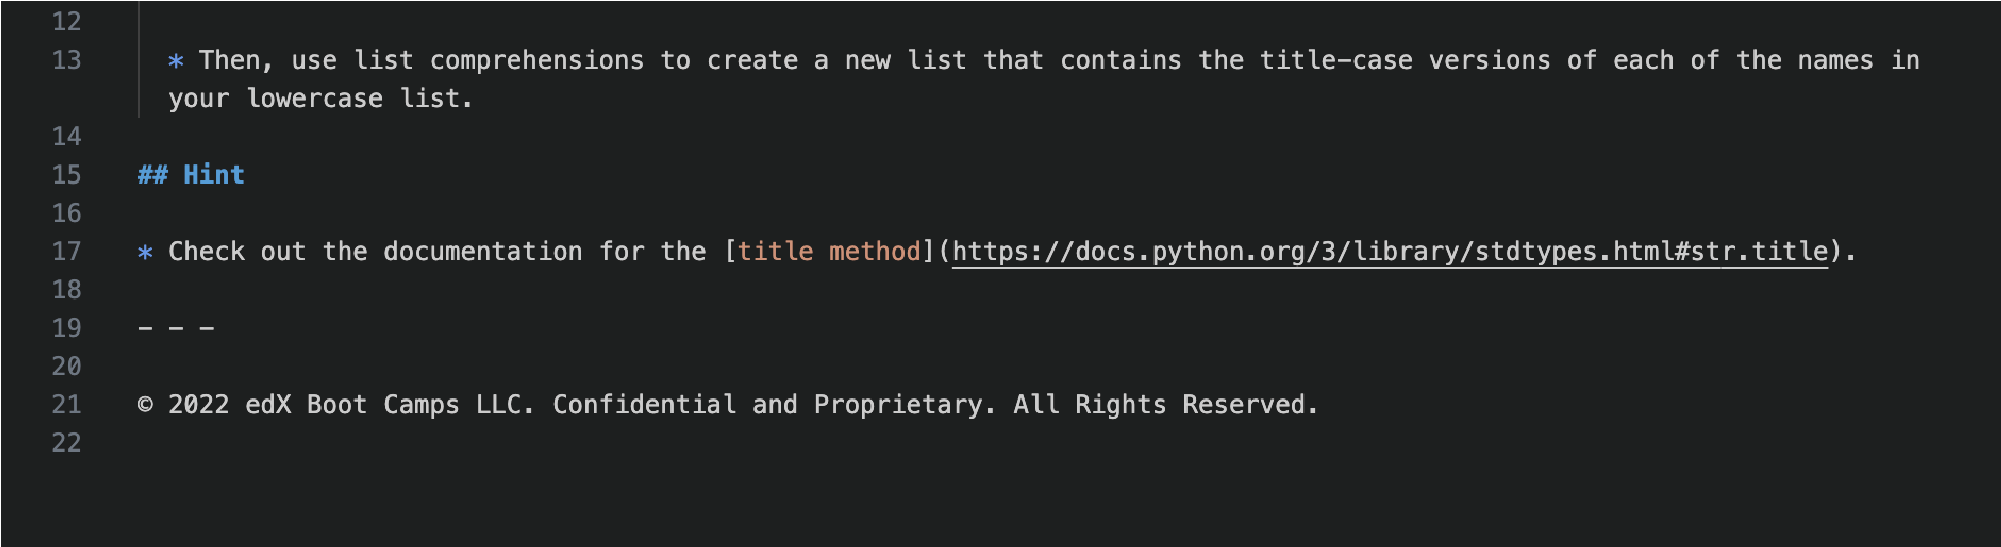 12
13 * Then, use list comprehensions to create a new list that contains the title-case versions of each of the names in
your lowercase list.
14
15 ## Hint
16
17 * Check out the documentation for the [title method](https://docs.python.org/3/library/stdtypes.html#str.title).
18
19 - - -
20
21 © 2022 edX Boot Camps LLC. Confidential and Proprietary. All Rights Reserved.
22